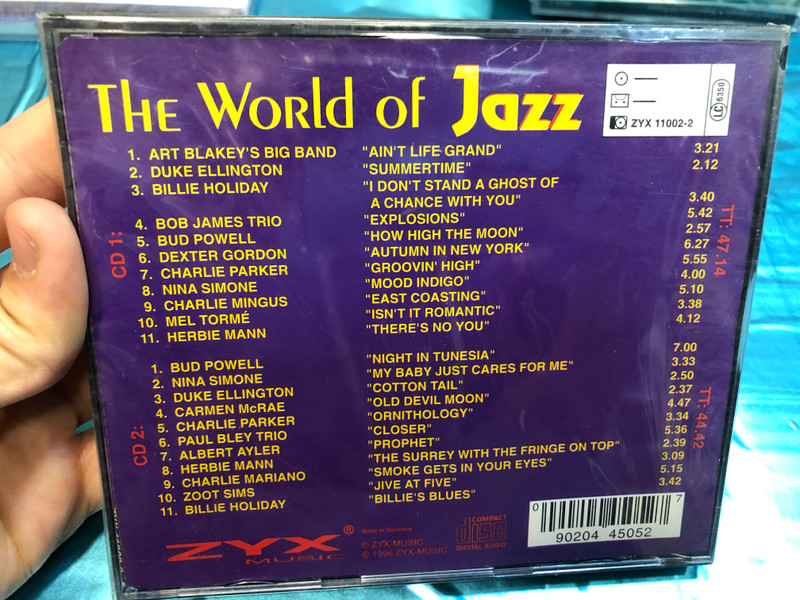 The World of Jazz
LC 6350
ZYX 11002-2
CD 1:
1. ART BLAKEY'S BIG BAND "AIN'T LIFE GRAND" 3.21
2. DUKE ELLINGTON "SUMMERTIME" 2.12
3. BILLIE HOLIDAY "I DON'T STAND A GHOST OF
A CHANCE WITH YOU" 3.40
4. BOB JAMES TRIO "EXPLOSIONS" 5.42
5. BUD POWELL "HOW HIGH THE MOON" 2.57
6. DEXTER GORDON "AUTUMN IN NEW YORK" 6.27
7. CHARLIE PARKER "GROOVIN' HIGH" 5.55
8. NINA SIMONE "MOOD INDIGO" 4.00
9. CHARLIE MINGUS "EAST COASTING" 5.10
10. MEL TORMÉ "ISN'T IT ROMANTIC" 3.38
11. HERBIE MANN "THERE'S NO YOU" 4.12
TT: 47.14
CD 2:
1. BUD POWELL "NIGHT IN TUNESIA" 7.00
2. NINA SIMONE "MY BABY JUST CARES FOR ME" 3.33
3. DUKE ELLINGTON "COTTON TAIL" 2.50
4. CARMEN McRAE "OLD DEVIL MOON" 2.37
5. CHARLIE PARKER "ORNITHOLOGY" 4.47
6. PAUL BLEY TRIO "CLOSER" 3.34
7. ALBERT AYLER "PROPHET" 5.36
8. HERBIE MANN "THE SURREY WITH THE FRINGE ON TOP" 2.39
9. CHARLIE MARIANO "SMOKE GETS IN YOUR EYES" 3.09
10. ZOOT SIMS "JIVE AT FIVE" 5.15
11. BILLIE HOLIDAY "BILLIE'S BLUES" 3.42
TT: 44.42
ZYX ®
MUSIC
Made in Germany
℗ ZYX-MUSIC
© 1996 ZYX-MUSIC
COMPACT
disc
DIGITAL AUDIO
0 90204 45052 7